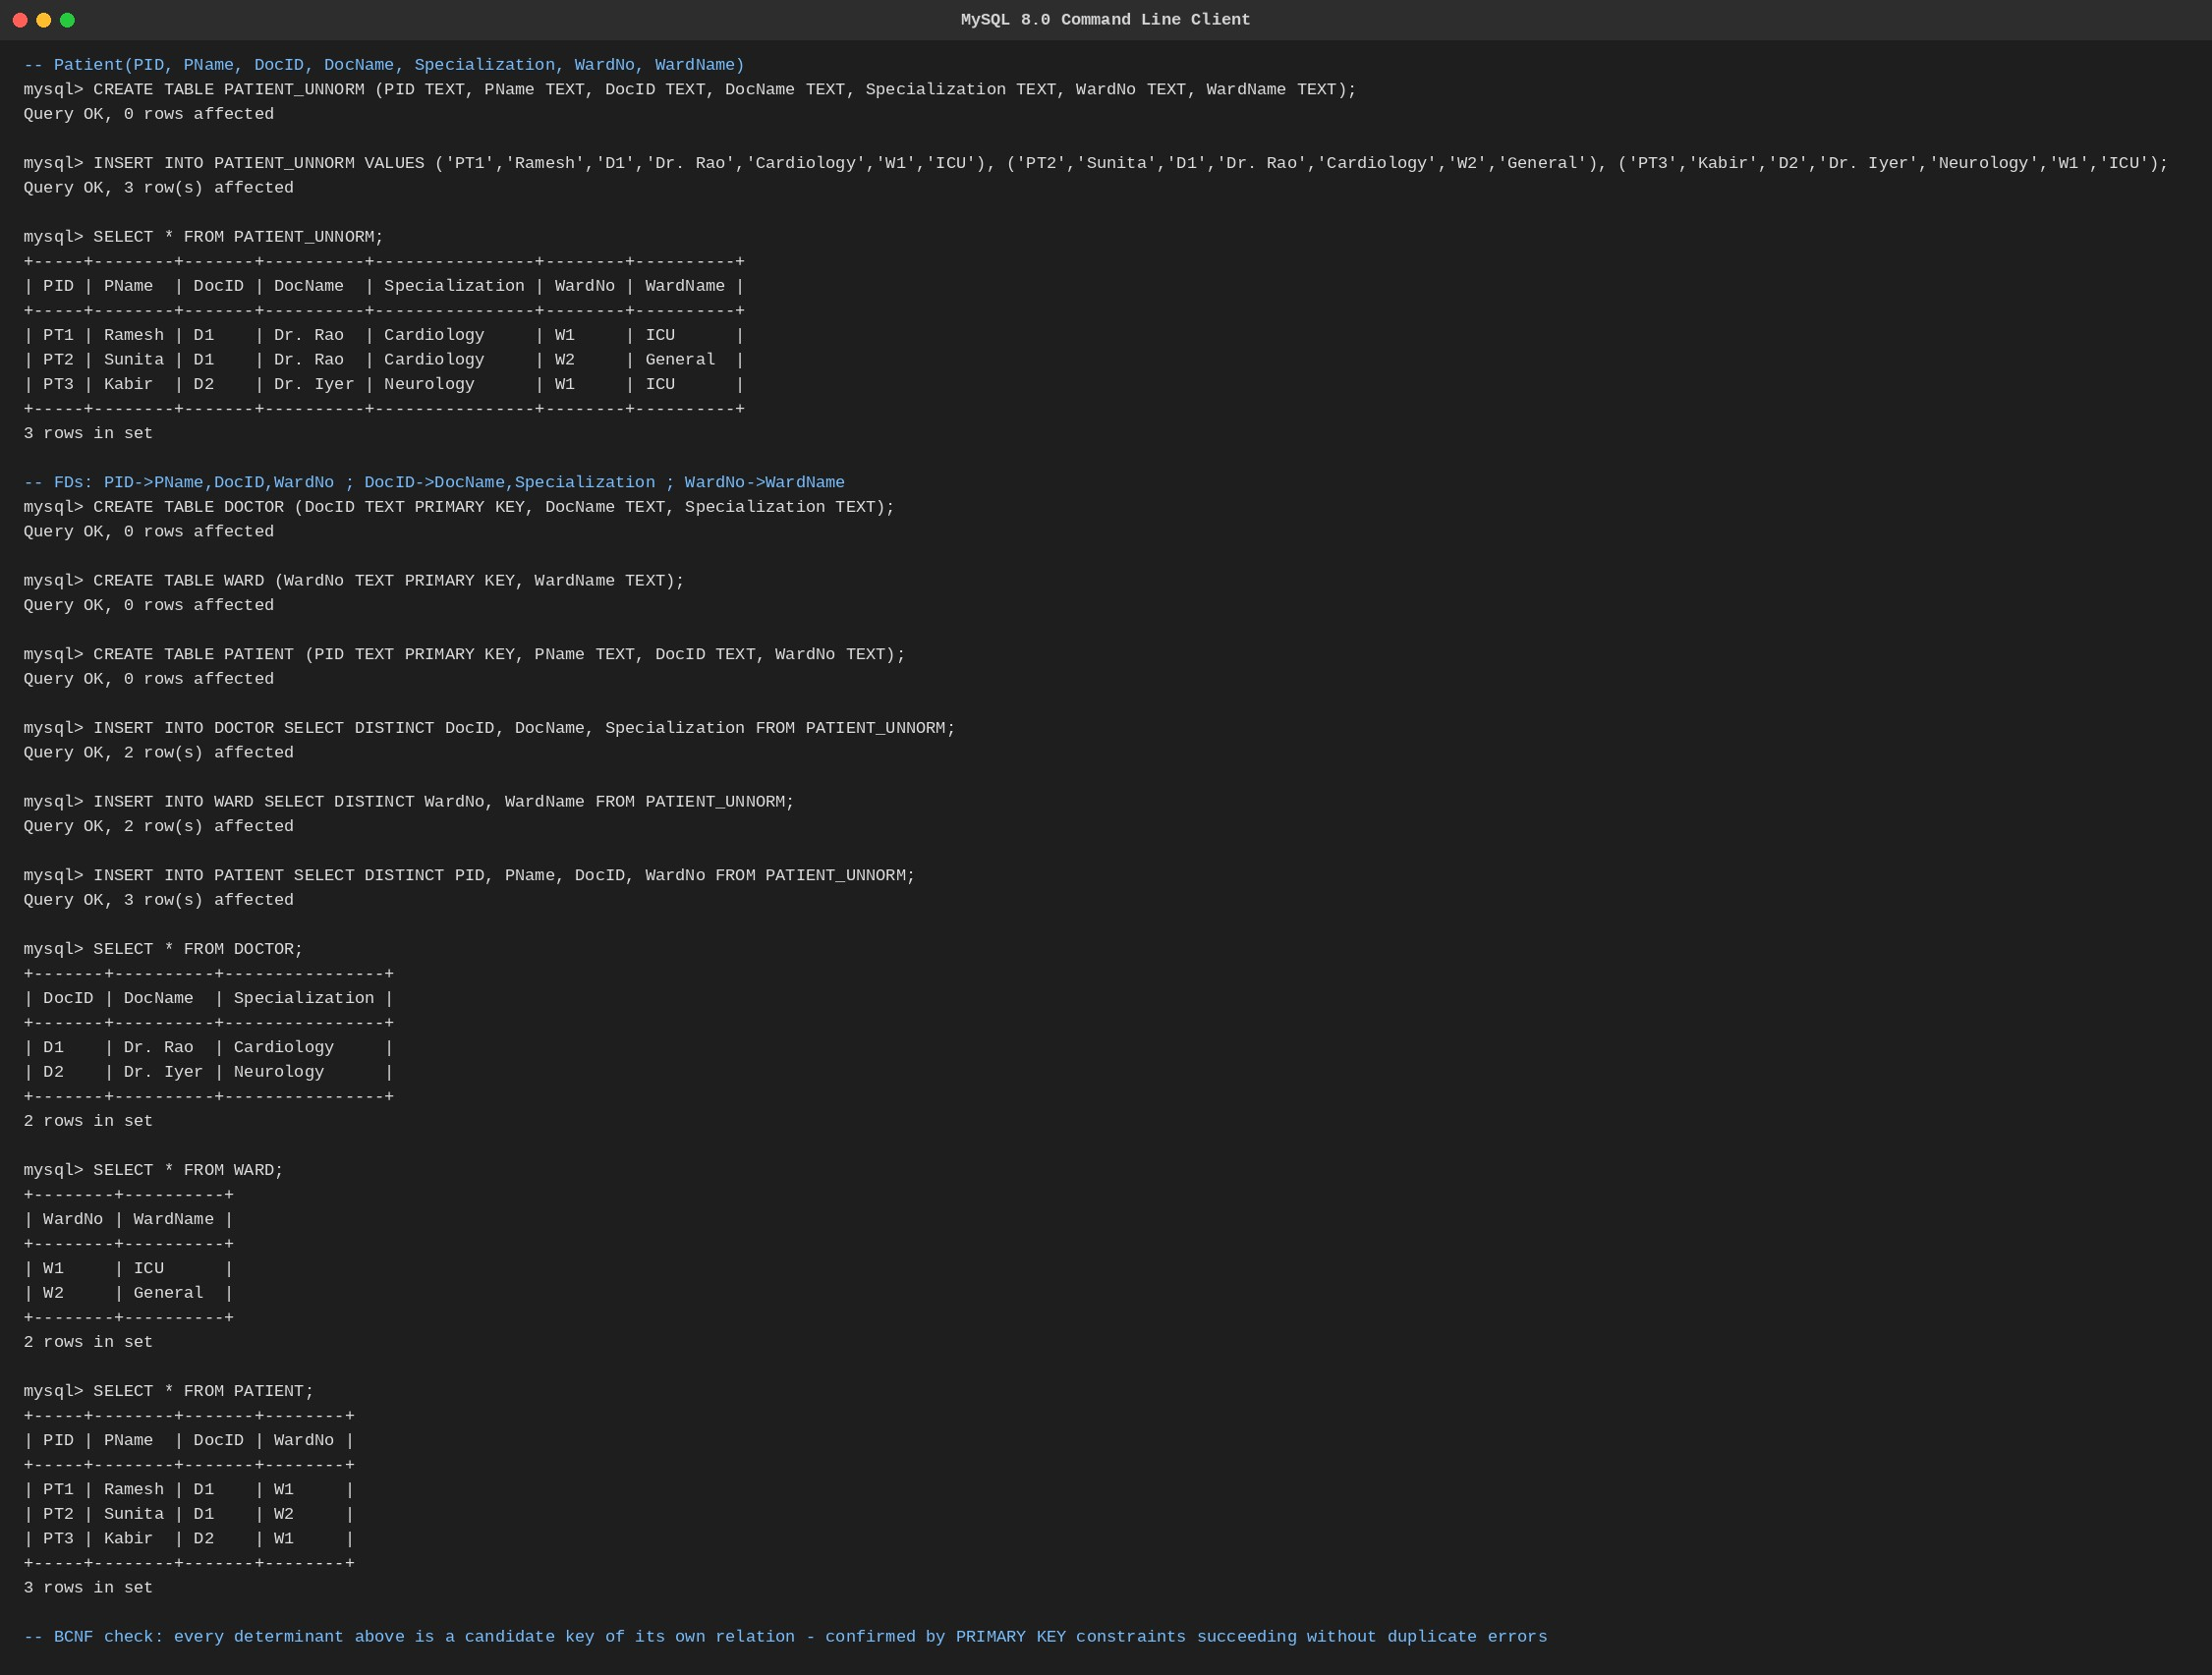 MySQL 8.0 Command Line Client
-- Patient(PID, PName, DocID, DocName, Specialization, WardNo, WardName)
mysql> CREATE TABLE PATIENT_UNNORM (PID TEXT, PName TEXT, DocID TEXT, DocName TEXT, Specialization TEXT, WardNo TEXT, WardName TEXT);
Query OK, 0 rows affected

mysql> INSERT INTO PATIENT_UNNORM VALUES ('PT1','Ramesh','D1','Dr. Rao','Cardiology','W1','ICU'), ('PT2','Sunita','D1','Dr. Rao','Cardiology','W2','General'), ('PT3','Kabir','D2','Dr. Iyer','Neurology','W1','ICU');
Query OK, 3 row(s) affected

mysql> SELECT * FROM PATIENT_UNNORM;
+-----+--------+-------+----------+----------------+--------+----------+
| PID | PName  | DocID | DocName  | Specialization | WardNo | WardName |
+-----+--------+-------+----------+----------------+--------+----------+
| PT1 | Ramesh | D1    | Dr. Rao  | Cardiology     | W1     | ICU      |
| PT2 | Sunita | D1    | Dr. Rao  | Cardiology     | W2     | General  |
| PT3 | Kabir  | D2    | Dr. Iyer | Neurology      | W1     | ICU      |
+-----+--------+-------+----------+----------------+--------+----------+
3 rows in set

-- FDs: PID->PName,DocID,WardNo ; DocID->DocName,Specialization ; WardNo->WardName
mysql> CREATE TABLE DOCTOR (DocID TEXT PRIMARY KEY, DocName TEXT, Specialization TEXT);
Query OK, 0 rows affected

mysql> CREATE TABLE WARD (WardNo TEXT PRIMARY KEY, WardName TEXT);
Query OK, 0 rows affected

mysql> CREATE TABLE PATIENT (PID TEXT PRIMARY KEY, PName TEXT, DocID TEXT, WardNo TEXT);
Query OK, 0 rows affected

mysql> INSERT INTO DOCTOR SELECT DISTINCT DocID, DocName, Specialization FROM PATIENT_UNNORM;
Query OK, 2 row(s) affected

mysql> INSERT INTO WARD SELECT DISTINCT WardNo, WardName FROM PATIENT_UNNORM;
Query OK, 2 row(s) affected

mysql> INSERT INTO PATIENT SELECT DISTINCT PID, PName, DocID, WardNo FROM PATIENT_UNNORM;
Query OK, 3 row(s) affected

mysql> SELECT * FROM DOCTOR;
+-------+----------+----------------+
| DocID | DocName  | Specialization |
+-------+----------+----------------+
| D1    | Dr. Rao  | Cardiology     |
| D2    | Dr. Iyer | Neurology      |
+-------+----------+----------------+
2 rows in set

mysql> SELECT * FROM WARD;
+--------+----------+
| WardNo | WardName |
+--------+----------+
| W1     | ICU      |
| W2     | General  |
+--------+----------+
2 rows in set

mysql> SELECT * FROM PATIENT;
+-----+--------+-------+--------+
| PID | PName  | DocID | WardNo |
+-----+--------+-------+--------+
| PT1 | Ramesh | D1    | W1     |
| PT2 | Sunita | D1    | W2     |
| PT3 | Kabir  | D2    | W1     |
+-----+--------+-------+--------+
3 rows in set

-- BCNF check: every determinant above is a candidate key of its own relation - confirmed by PRIMARY KEY constraints succeeding without duplicate errors